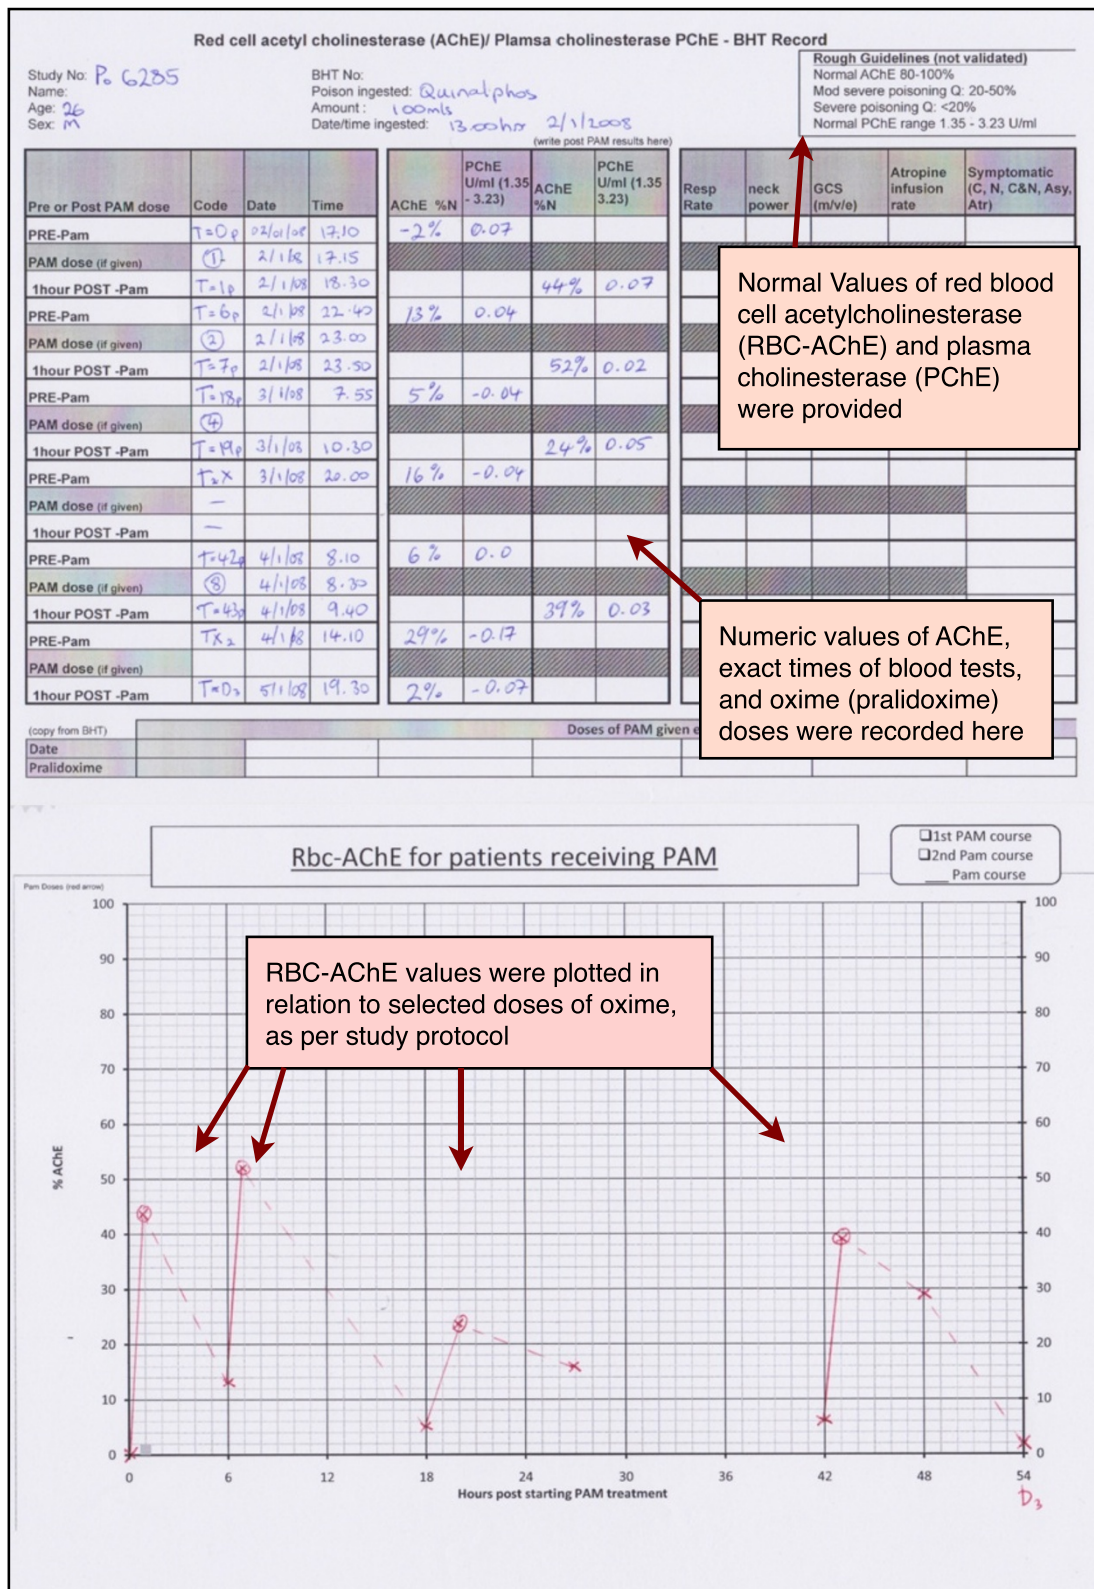 Red cell acetyl cholinesterase (AChE)/ Plamsa cholinesterase PChE - BHT Record
Rough Guidelines (not validated)
Normal AChE 80-100%
Mod severe poisoning Q: 20-50%
Severe poisoning Q: <20%
Normal PChE range 1.35 - 3.23 U/ml
Study No: Po 6285
Name:
Age: 26
Sex: M
BHT No:
Poison ingested: Quinalphos
Amount : 100mls
Date/time ingested: 13.00hr 2/1/2008
(write post PAM results here)
Pre or Post PAM dose Code Date Time AChE %N PChE U/ml (1.35 - 3.23) AChE %N PChE U/ml (1.35 3.23) Resp Rate neck power GCS (m/v/e) Atropine infusion rate Symptomatic (C, N, C&N, Asy, Atr)
PRE-Pam T=0p 02/01/08 17.10 -2% 0.07
PAM dose (if given) 1 2/1/8 17.15
1hour POST -Pam T=1p 2/1/08 18.30 44% 0.07
PRE-Pam T=6p 2/1/08 22.40 13% 0.04
PAM dose (if given) 2 2/1/08 23.00
1hour POST -Pam T=7p 2/1/08 23.50 52% 0.02
PRE-Pam T=18p 3/1/08 7.55 5% -0.04
PAM dose (if given) 4
1hour POST -Pam T=19p 3/1/08 10.30 24% 0.05
PRE-Pam TxX 3/1/08 20.00 16% -0.04
PAM dose (if given) —
1hour POST -Pam —
PRE-Pam T=42p 4/1/08 8.10 6% 0.0
PAM dose (if given) 8 4/1/08 8.30
1hour POST -Pam T=43p 4/1/08 9.40 39% 0.03
PRE-Pam TX2 4/1/08 14.10 29% -0.17
PAM dose (if given)
1hour POST -Pam T=D3 5/1/08 19.30 2% -0.07
Normal Values of red blood
cell acetylcholinesterase
(RBC-AChE) and plasma
cholinesterase (PChE)
were provided
Numeric values of AChE,
exact times of blood tests,
and oxime (pralidoxime)
doses were recorded here
(copy from BHT) Doses of PAM given e
Date
Pralidoxime
Rbc-AChE for patients receiving PAM
❑1st PAM course
❑2nd Pam course
___ Pam course
Pam Doses (red arrow)
RBC-AChE values were plotted in
relation to selected doses of oxime,
as per study protocol
100 100
90 90
80 80
70 70
60 60
50 50
40 40
30 30
20 20
10 10
0 0
% AChE
0 6 12 18 24 30 36 42 48 54
Hours post starting PAM treatment
D3